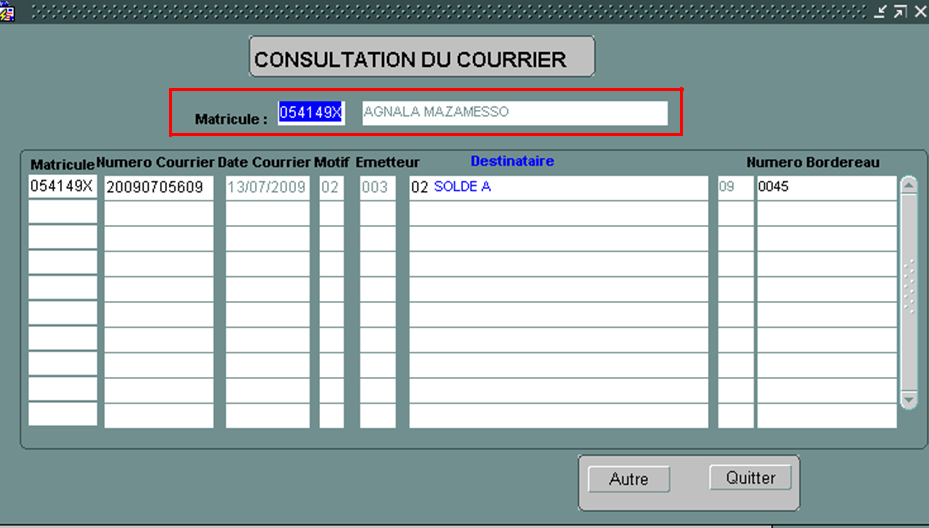 CONSULTATION DU COURRIER
Matricule : 054149X AGNALA MAZAMESSO
Matricule Numero Courrier Date Courrier Motif Emetteur Destinataire Numero Bordereau
054149X 20090705609 13/07/2009 02 003 02 SOLDE A 09 0045
Autre Quitter